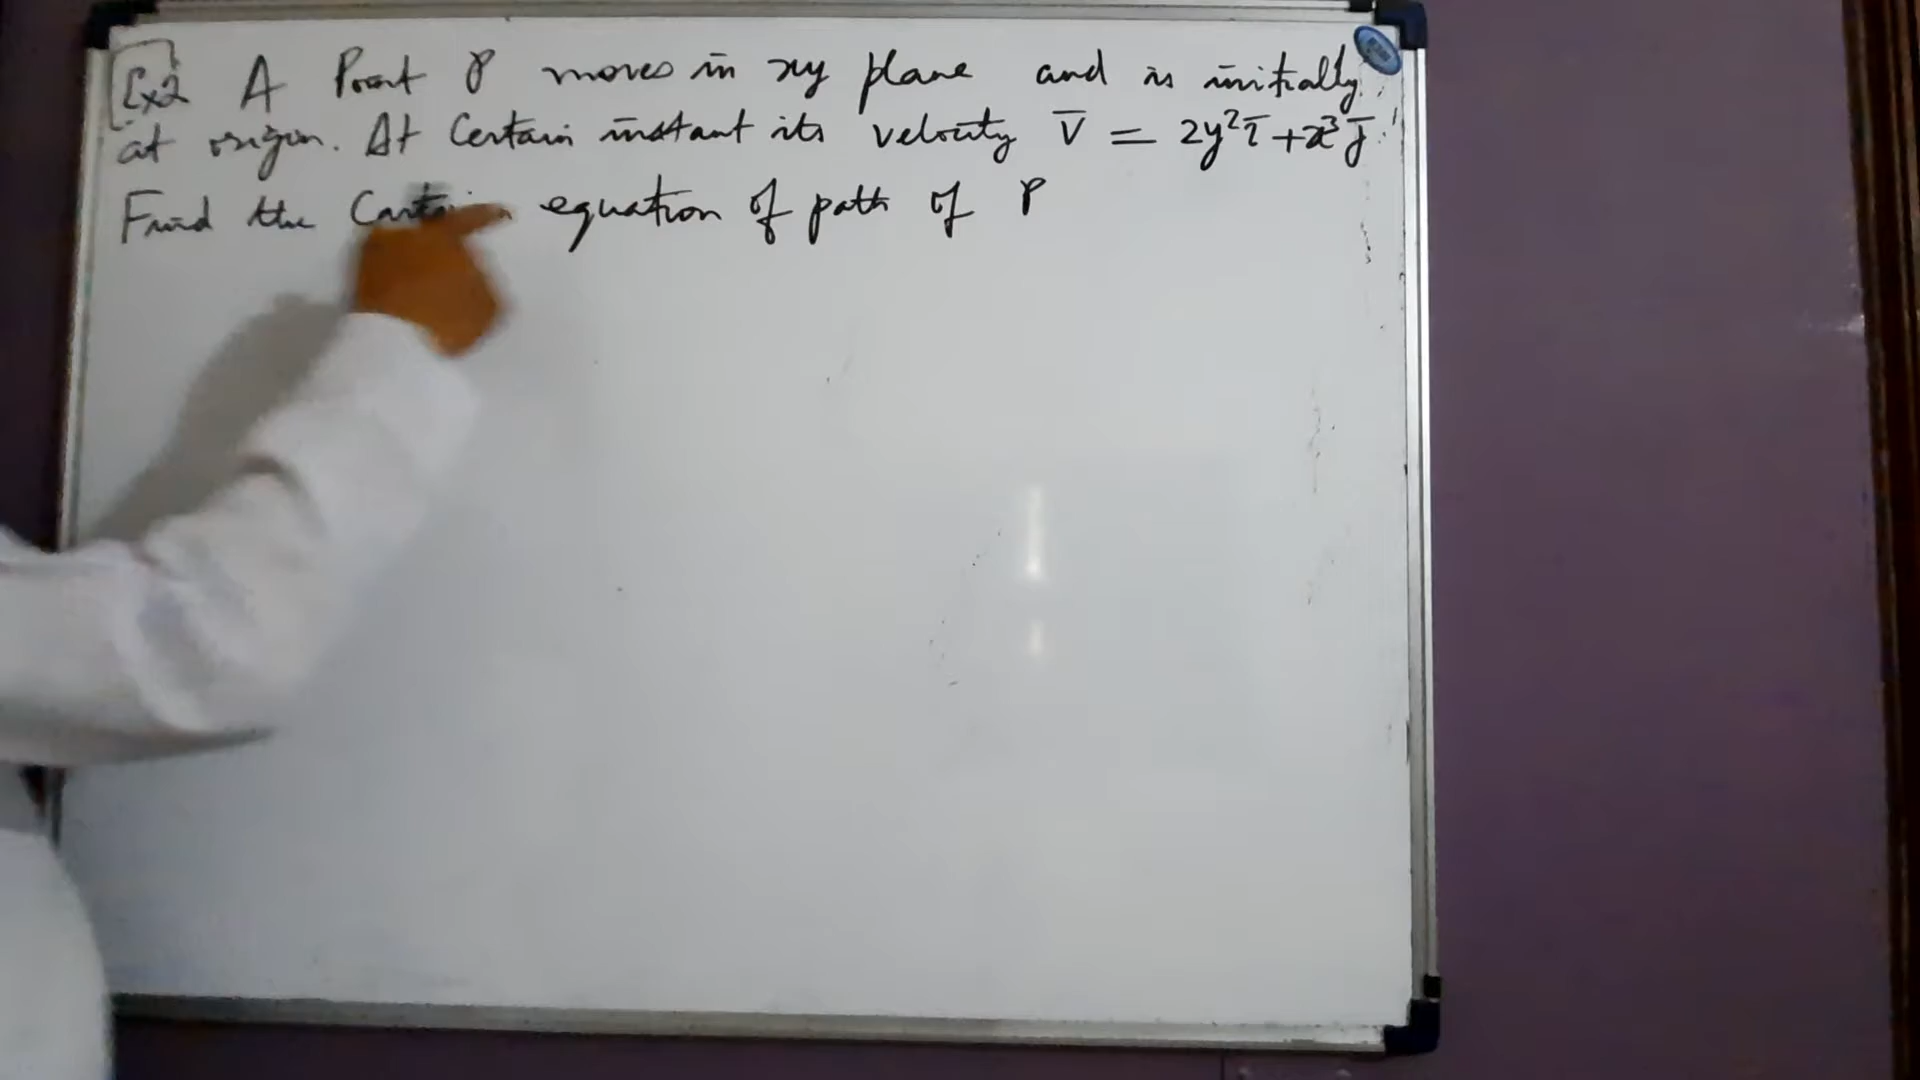 Ex2 A Point P moves in xy plane and is initially
at origin. At Certain instant its velocity V̅ = 2y²i̅ + x³j̅.
Find the equation of path of P